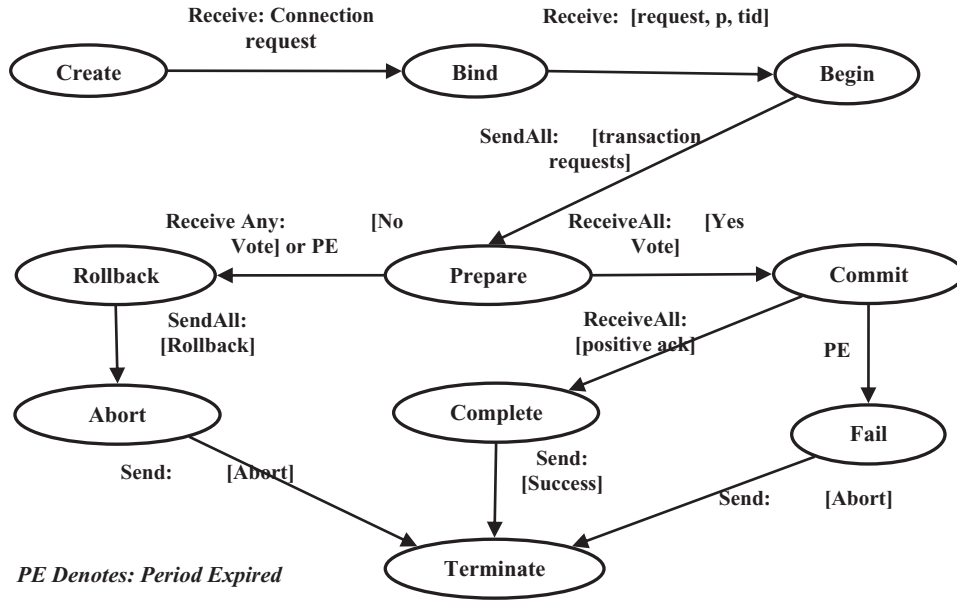 Receive: Connection
request
Receive: [request, p, tid]
Create
Bind
Begin
SendAll: [transaction
requests]
Receive Any: [No
Vote] or PE
ReceiveAll: [Yes
Vote]
Rollback
Prepare
Commit
SendAll:
[Rollback]
ReceiveAll:
[positive ack]
PE
Abort
Complete
Fail
Send: [Abort]
Send:
[Success]
Send: [Abort]
Terminate
PE Denotes: Period Expired